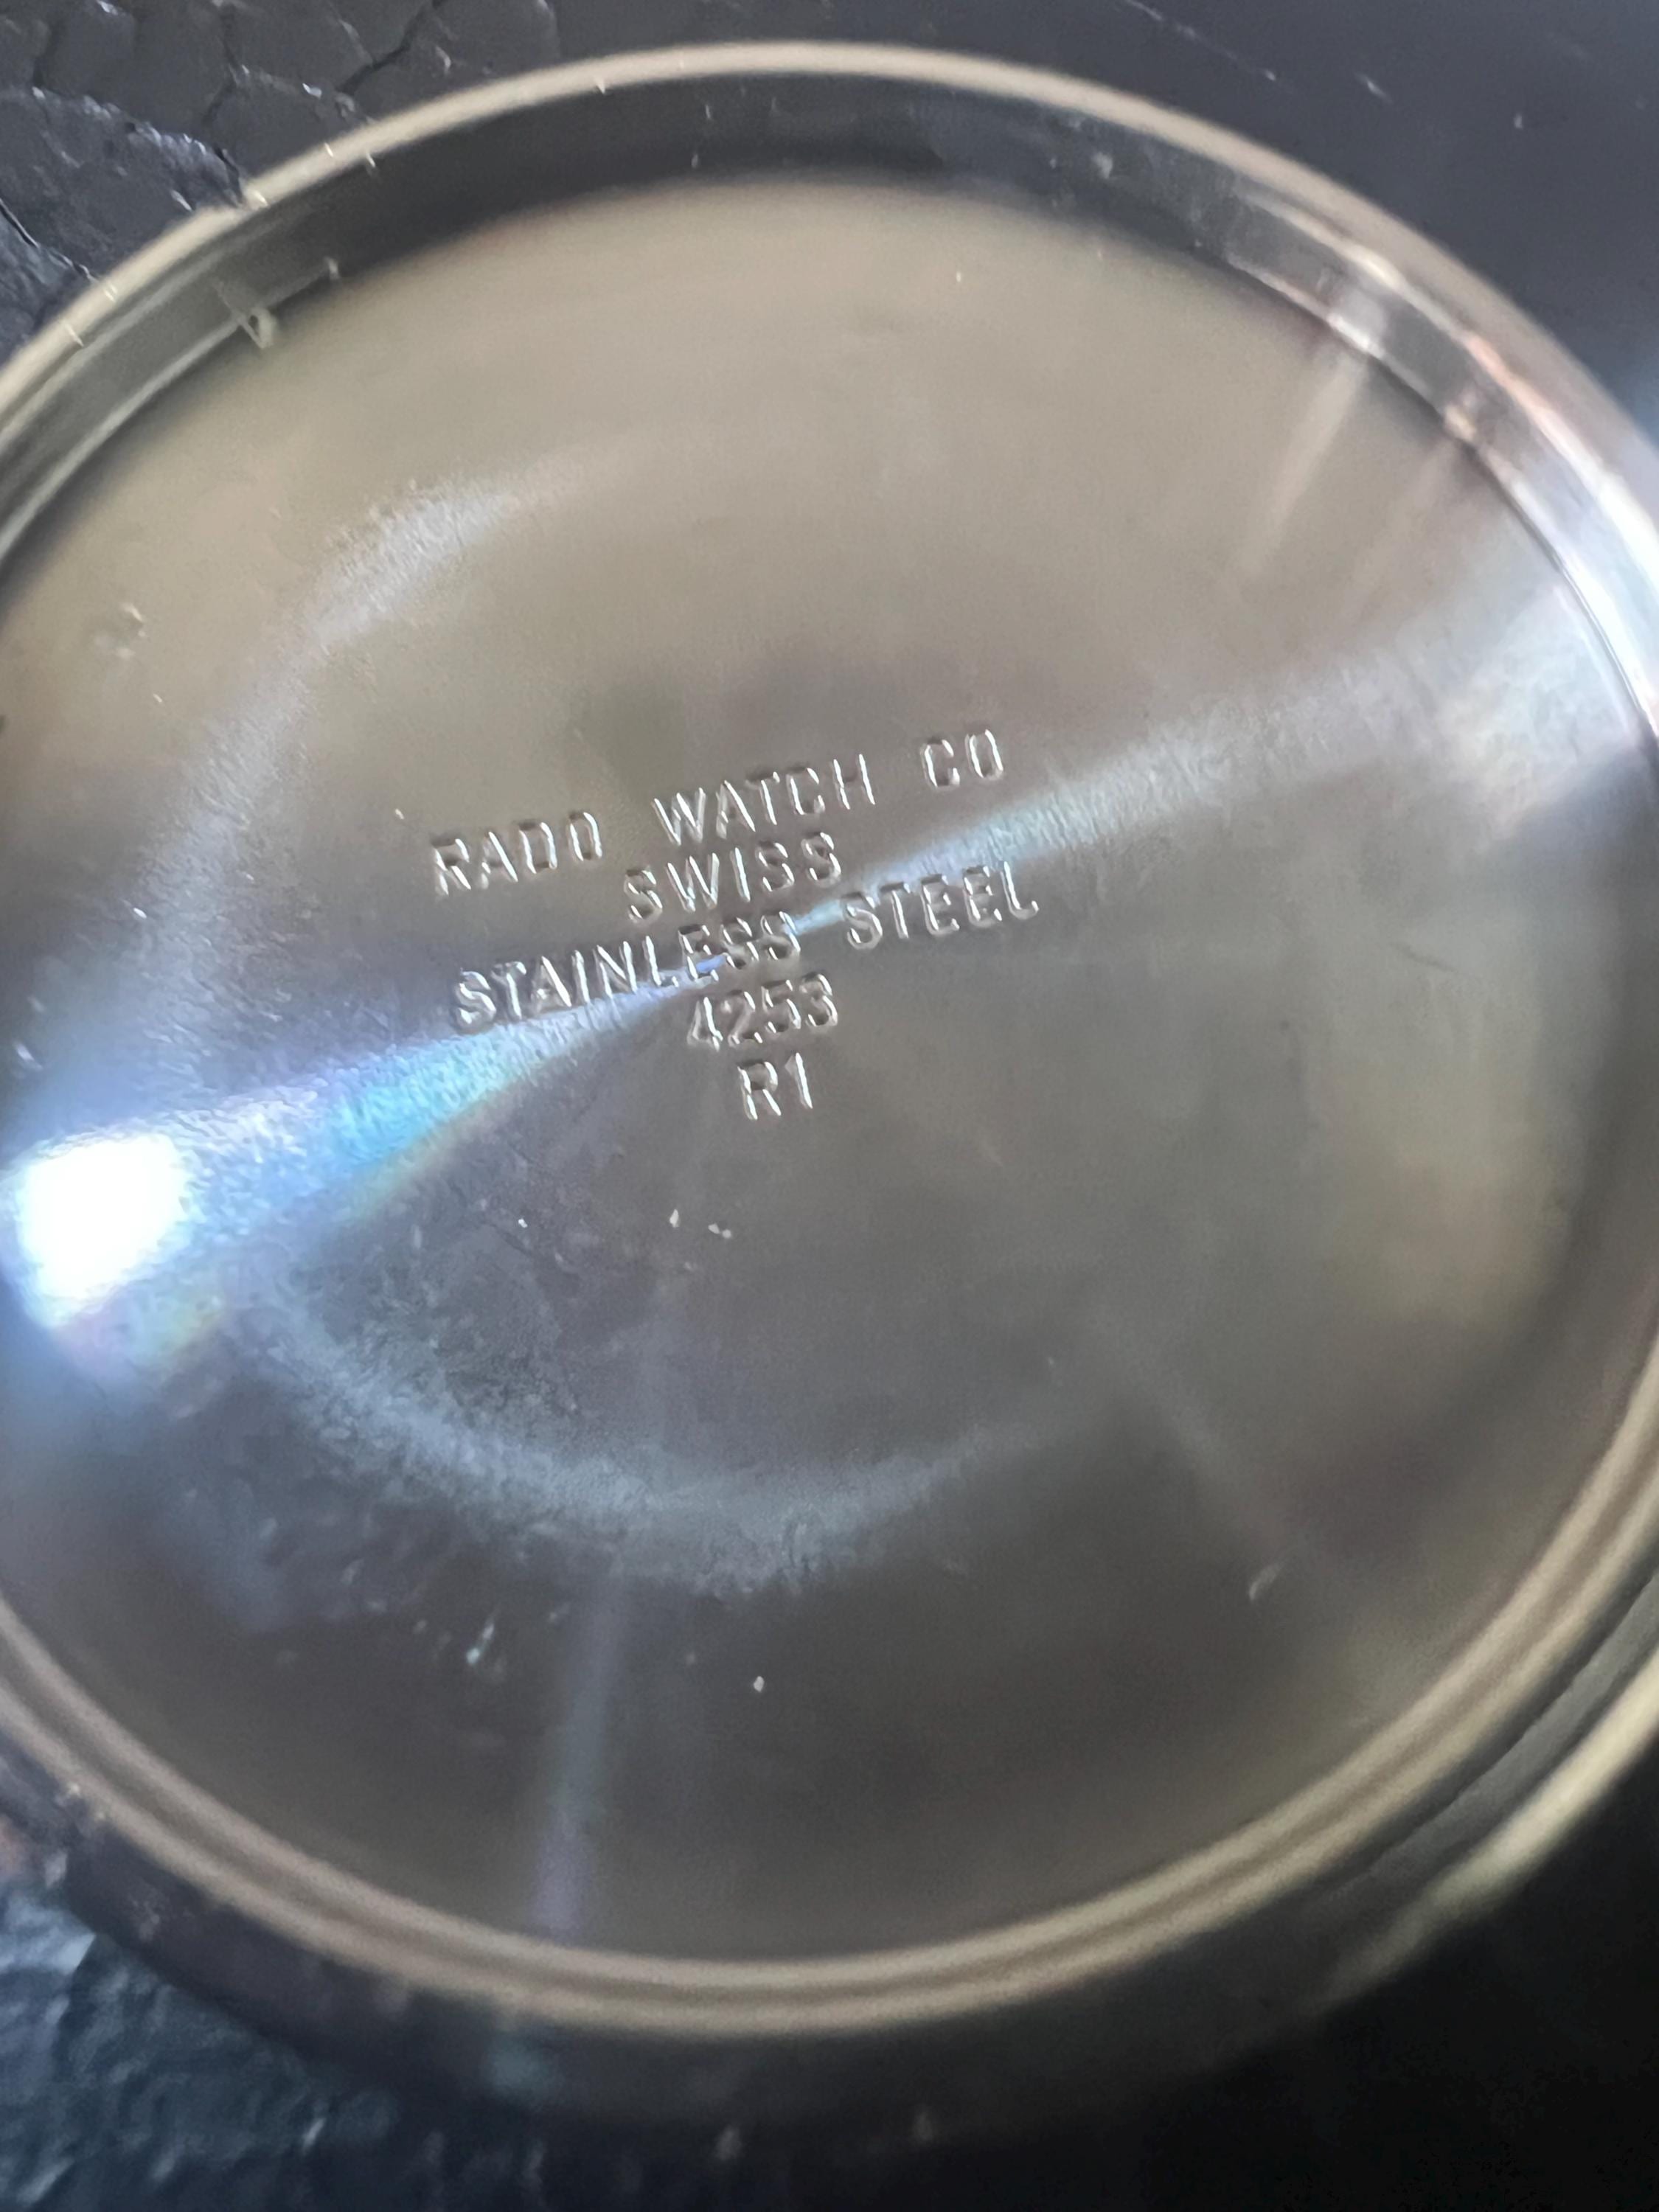 RADO WATCH CO
SWISS
STAINLESS STEEL
4253
R1